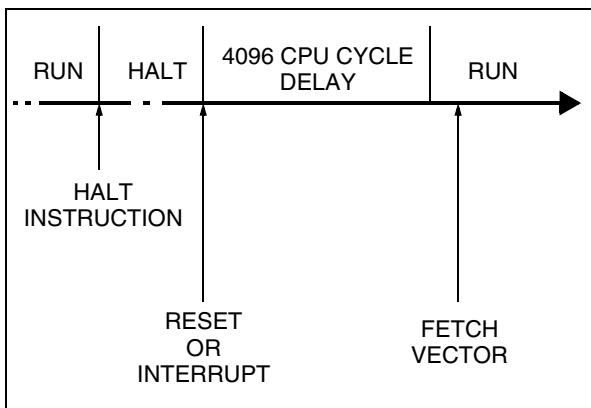 RUN
HALT
4096 CPU CYCLE
DELAY
RUN
HALT
INSTRUCTION
RESET
OR
INTERRUPT
FETCH
VECTOR